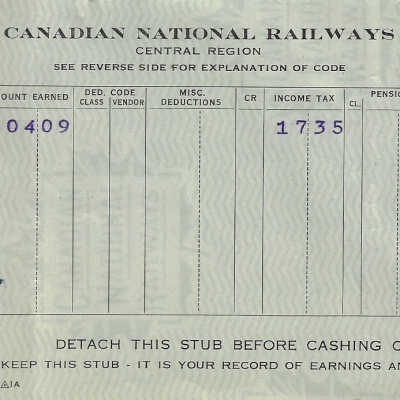 CANADIAN NATIONAL RAILWAYS
CENTRAL REGION
SEE REVERSE SIDE FOR EXPLANATION OF CODE
OUNT EARNED DED. CODE MISC. DEDUCTIONS CR INCOME TAX CL. PENSI
CLASS VENDOR
0409 1735
DETACH THIS STUB BEFORE CASHING C
KEEP THIS STUB - IT IS YOUR RECORD OF EARNINGS AN
1A